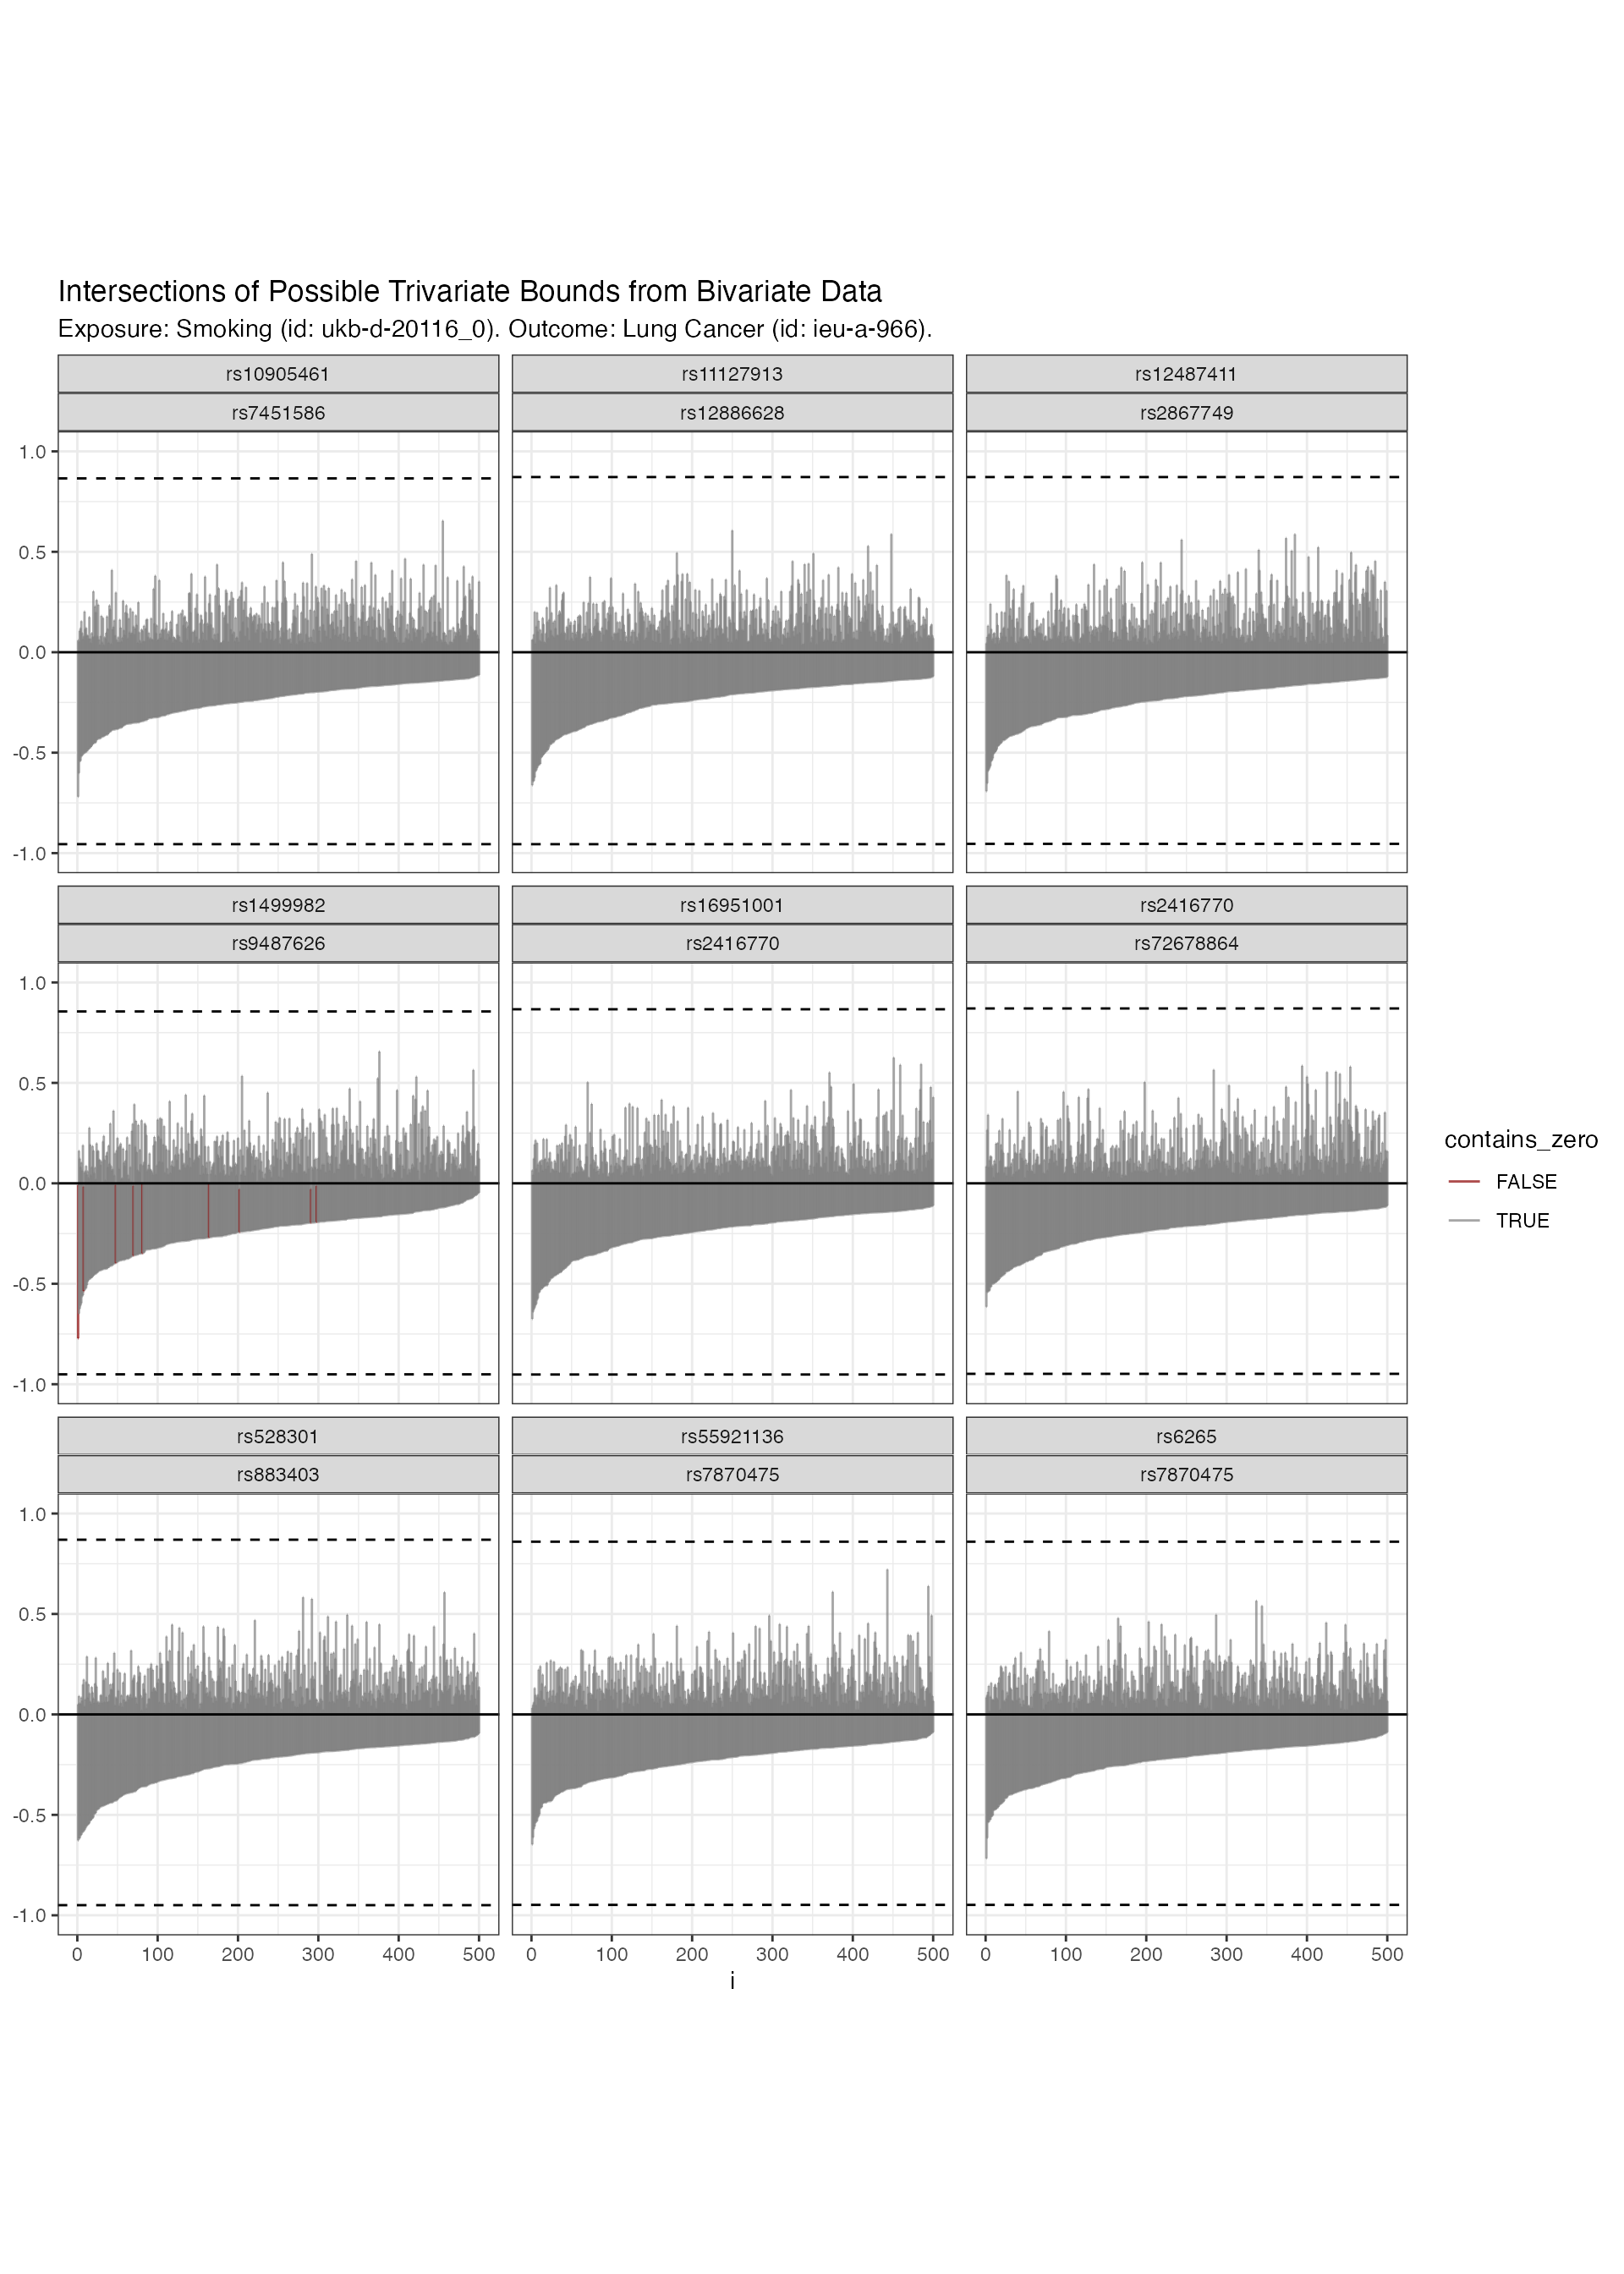 Intersections of Possible Trivariate Bounds from Bivariate Data
Exposure: Smoking (id: ukb-d-20116_0). Outcome: Lung Cancer (id: ieu-a-966).
rs10905461 rs11127913 rs12487411
rs7451586 rs12886628 rs2867749
1.0
0.5
0.0
-0.5
-1.0
rs1499982 rs16951001 rs2416770
rs9487626 rs2416770 rs72678864
1.0
0.5
0.0
-0.5
-1.0
contains_zero
FALSE
TRUE
rs528301 rs55921136 rs6265
rs883403 rs7870475 rs7870475
1.0
0.5
0.0
-0.5
-1.0
0 100 200 300 400 500 0 100 200 300 400 500 0 100 200 300 400 500
i